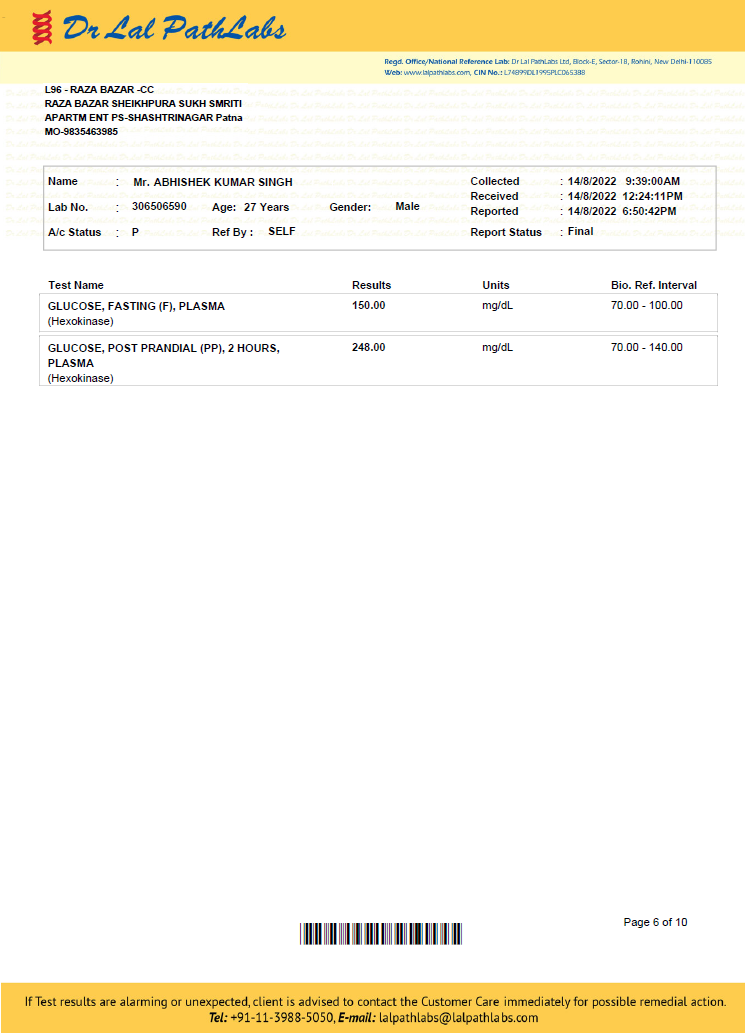 Dr Lal PathLabs
Regd. Office/National Reference Lab: Dr Lal PathLabs Ltd, Block-E, Sector-18, Rohini, New Delhi-110085
Web: www.lalpathlabs.com, CIN No.: L74899DL1995PLC065388
L96 - RAZA BAZAR -CC
RAZA BAZAR SHEIKHPURA SUKH SMRITI
APARTM ENT PS-SHASHTRINAGAR Patna
MO-9835463985
Name : Mr. ABHISHEK KUMAR SINGH Collected : 14/8/2022 9:39:00AM
Received : 14/8/2022 12:24:11PM
Lab No. : 306506590 Age: 27 Years Gender: Male Reported : 14/8/2022 6:50:42PM
A/c Status : P Ref By : SELF Report Status : Final
Test Name Results Units Bio. Ref. Interval
GLUCOSE, FASTING (F), PLASMA 150.00 mg/dL 70.00 - 100.00
(Hexokinase)
GLUCOSE, POST PRANDIAL (PP), 2 HOURS, 248.00 mg/dL 70.00 - 140.00
PLASMA
(Hexokinase)
Page 6 of 10
If Test results are alarming or unexpected, client is advised to contact the Customer Care immediately for possible remedial action.
Tel: +91-11-3988-5050, E-mail: lalpathlabs@lalpathlabs.com